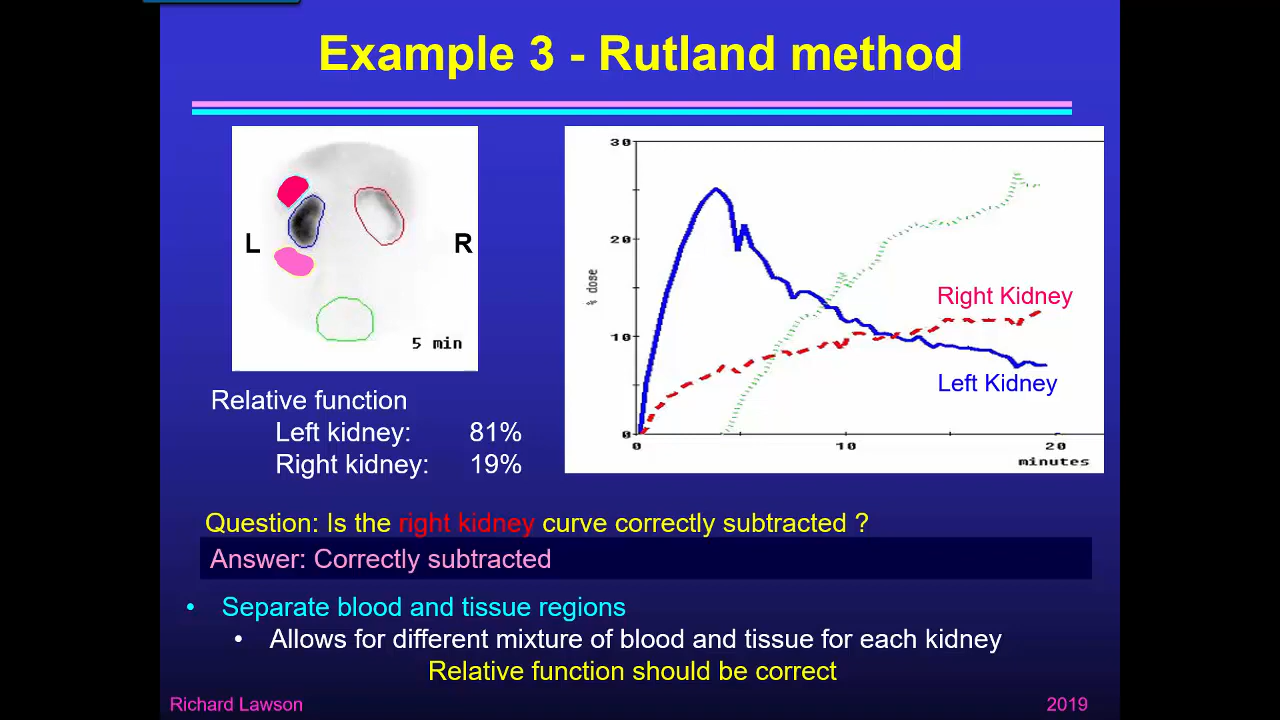 Example 3 - Rutland method
L
R
5 min
30
20
10
0
% dose
0
10
20
minutes
Right Kidney
Left Kidney
Relative function
Left kidney: 81%
Right kidney: 19%
Question: Is the right kidney curve correctly subtracted ?
Answer: Correctly subtracted
• Separate blood and tissue regions
• Allows for different mixture of blood and tissue for each kidney
Relative function should be correct
Richard Lawson
2019